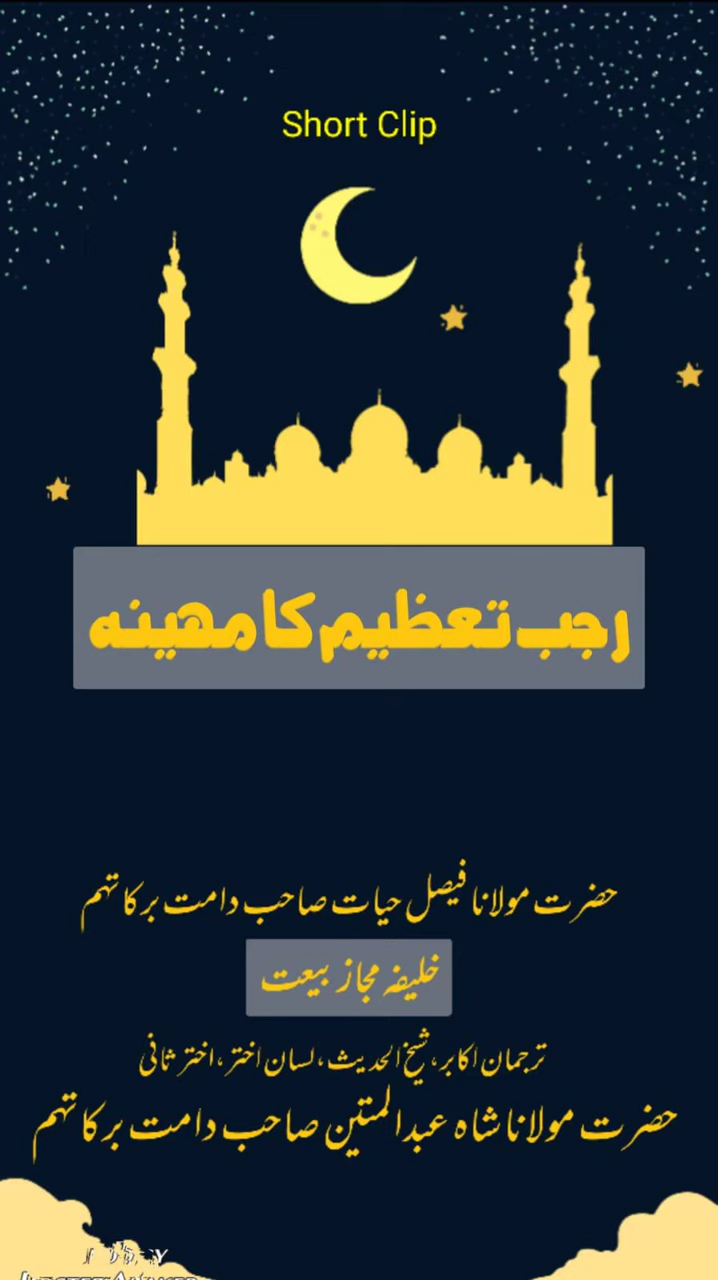 Short Clip
رجب تعظیم کا مہینہ
حضرت مولانا فیصل حیات صاحب دامت برکاتہم
خلیفہ مجاز بیعت
ترجمان اکابر، شیخ الحدیث، لسان اختر، اختر ثانی
حضرت مولانا شاہ عبدالمتین صاحب دامت برکاتہم